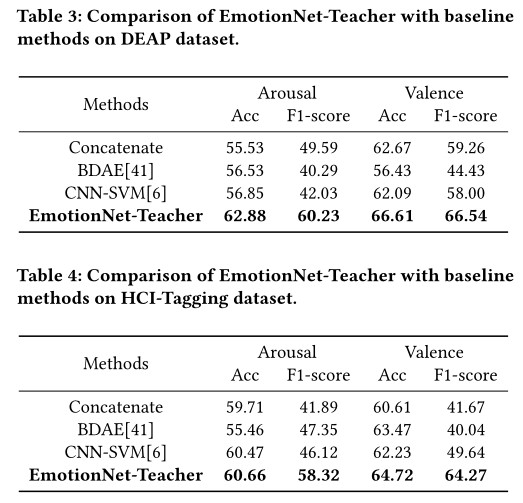 Table 3: Comparison of EmotionNet-Teacher with baseline
methods on DEAP dataset.
Methods Arousal Valence
Acc F1-score Acc F1-score
Concatenate 55.53 49.59 62.67 59.26
BDAE[41] 56.53 40.29 56.43 44.43
CNN-SVM[6] 56.85 42.03 62.09 58.00
EmotionNet-Teacher 62.88 60.23 66.61 66.54
Table 4: Comparison of EmotionNet-Teacher with baseline
methods on HCI-Tagging dataset.
Methods Arousal Valence
Acc F1-score Acc F1-score
Concatenate 59.71 41.89 60.61 41.67
BDAE[41] 55.46 47.35 63.47 40.04
CNN-SVM[6] 60.47 46.12 62.23 49.64
EmotionNet-Teacher 60.66 58.32 64.72 64.27